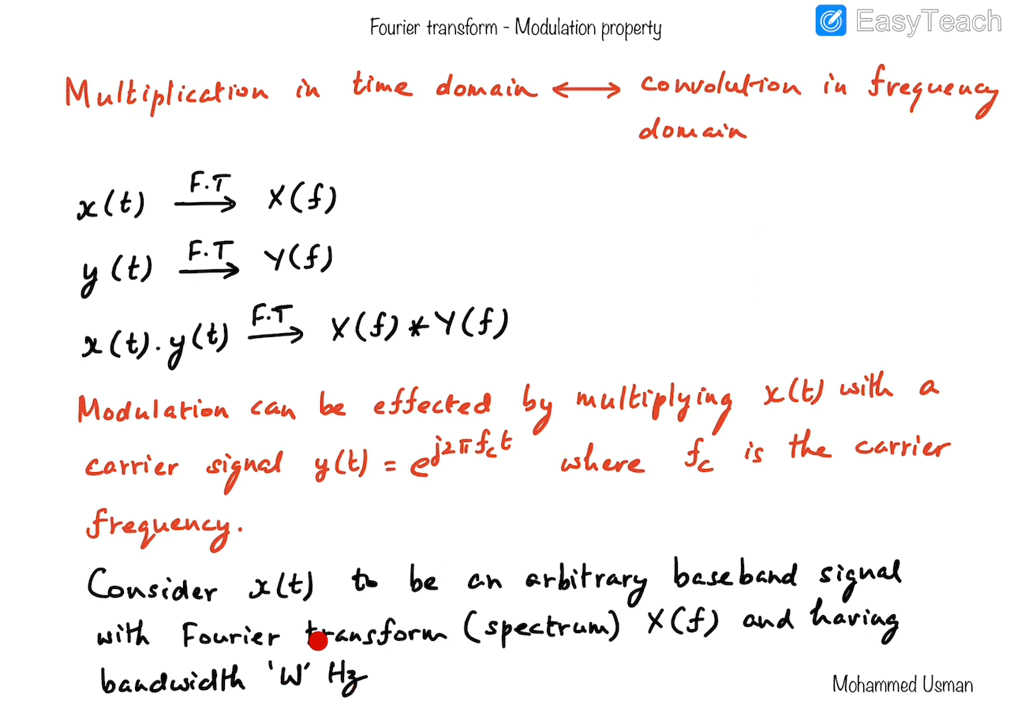 Fourier transform - Modulation property
EasyTeach
Multiplication in time domain ⟷ convolution in frequency
domain
x(t) F.T → X(f)
y(t) F.T → Y(f)
x(t).y(t) F.T → X(f) * Y(f)
Modulation can be effected by multiplying x(t) with a
carrier signal y(t) = e^{j2πf_c t} where f_c is the carrier
frequency.
Consider x(t) to be an arbitrary baseband signal
with Fourier transform (spectrum) X(f) and having
bandwidth 'W' Hz
Mohammed Usman